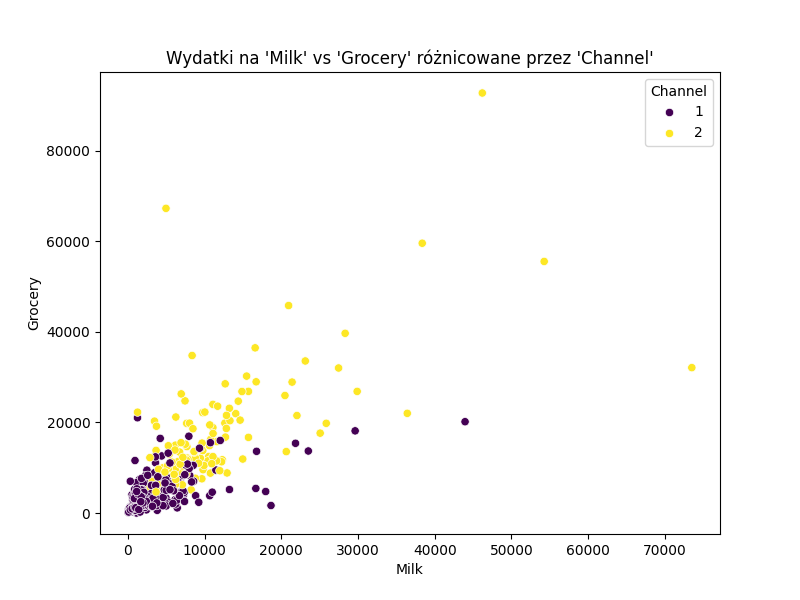 Wydatki na 'Milk' vs 'Grocery' różnicowane przez 'Channel'
Channel
1
2
80000
60000
40000
20000
0
Grocery
0 10000 20000 30000 40000 50000 60000 70000
Milk